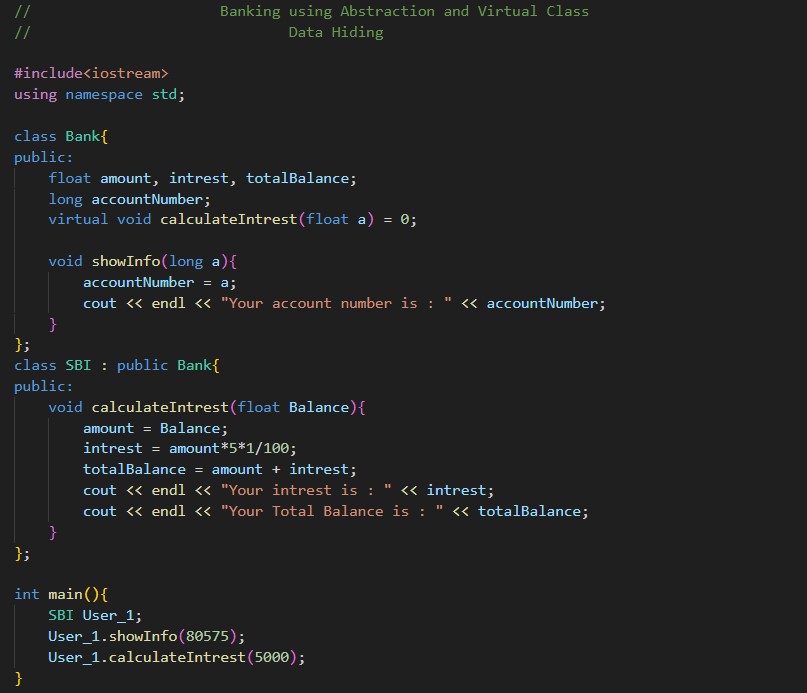 //                      Banking using Abstraction and Virtual Class
//                              Data Hiding

#include<iostream>
using namespace std;

class Bank{
public:
    float amount, intrest, totalBalance;
    long accountNumber;
    virtual void calculateIntrest(float a) = 0;

    void showInfo(long a){
        accountNumber = a;
        cout << endl << "Your account number is : " << accountNumber;
    }
};
class SBI : public Bank{
public:
    void calculateIntrest(float Balance){
        amount = Balance;
        intrest = amount*5*1/100;
        totalBalance = amount + intrest;
        cout << endl << "Your intrest is : " << intrest;
        cout << endl << "Your Total Balance is : " << totalBalance;
    }
};

int main(){
    SBI User_1;
    User_1.showInfo(80575);
    User_1.calculateIntrest(5000);
}